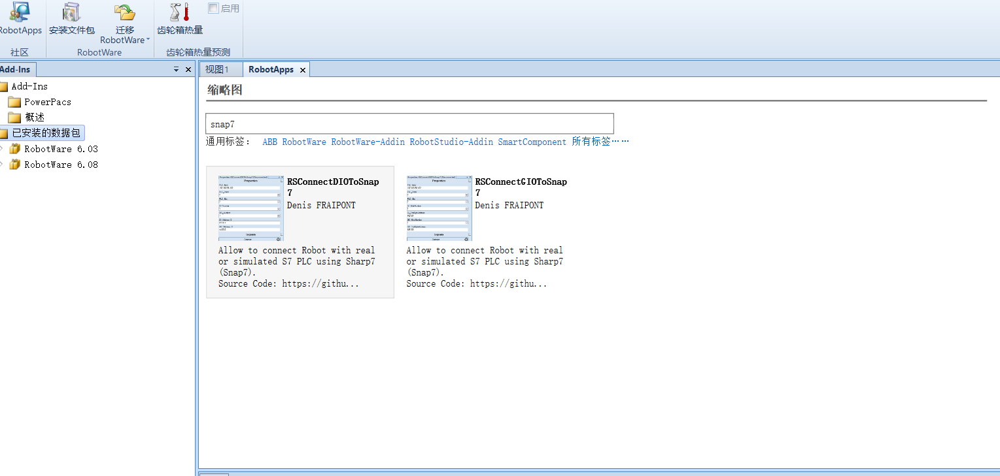 RobotApps
安装文件包
迁移
RobotWare
齿轮箱热量
启用
社区
RobotWare
齿轮箱热量预测
Add-Ins
视图1
RobotApps
Add-Ins
PowerPacs
概述
已安装的数据包
RobotWare 6.03
RobotWare 6.08
缩略图
snap7
通用标签: ABB RobotWare RobotWare-Addin RobotStudio-Addin SmartComponent 所有标签……
RSConnectDIOToSnap
7
Denis FRAIPONT
Allow to connect Robot with real
or simulated S7 PLC using Sharp7
(Snap7).
Source Code: https://githu...
RSConnectGIOToSnap
7
Denis FRAIPONT
Allow to connect Robot with real
or simulated S7 PLC using Sharp7
(Snap7).
Source Code: https://githu...